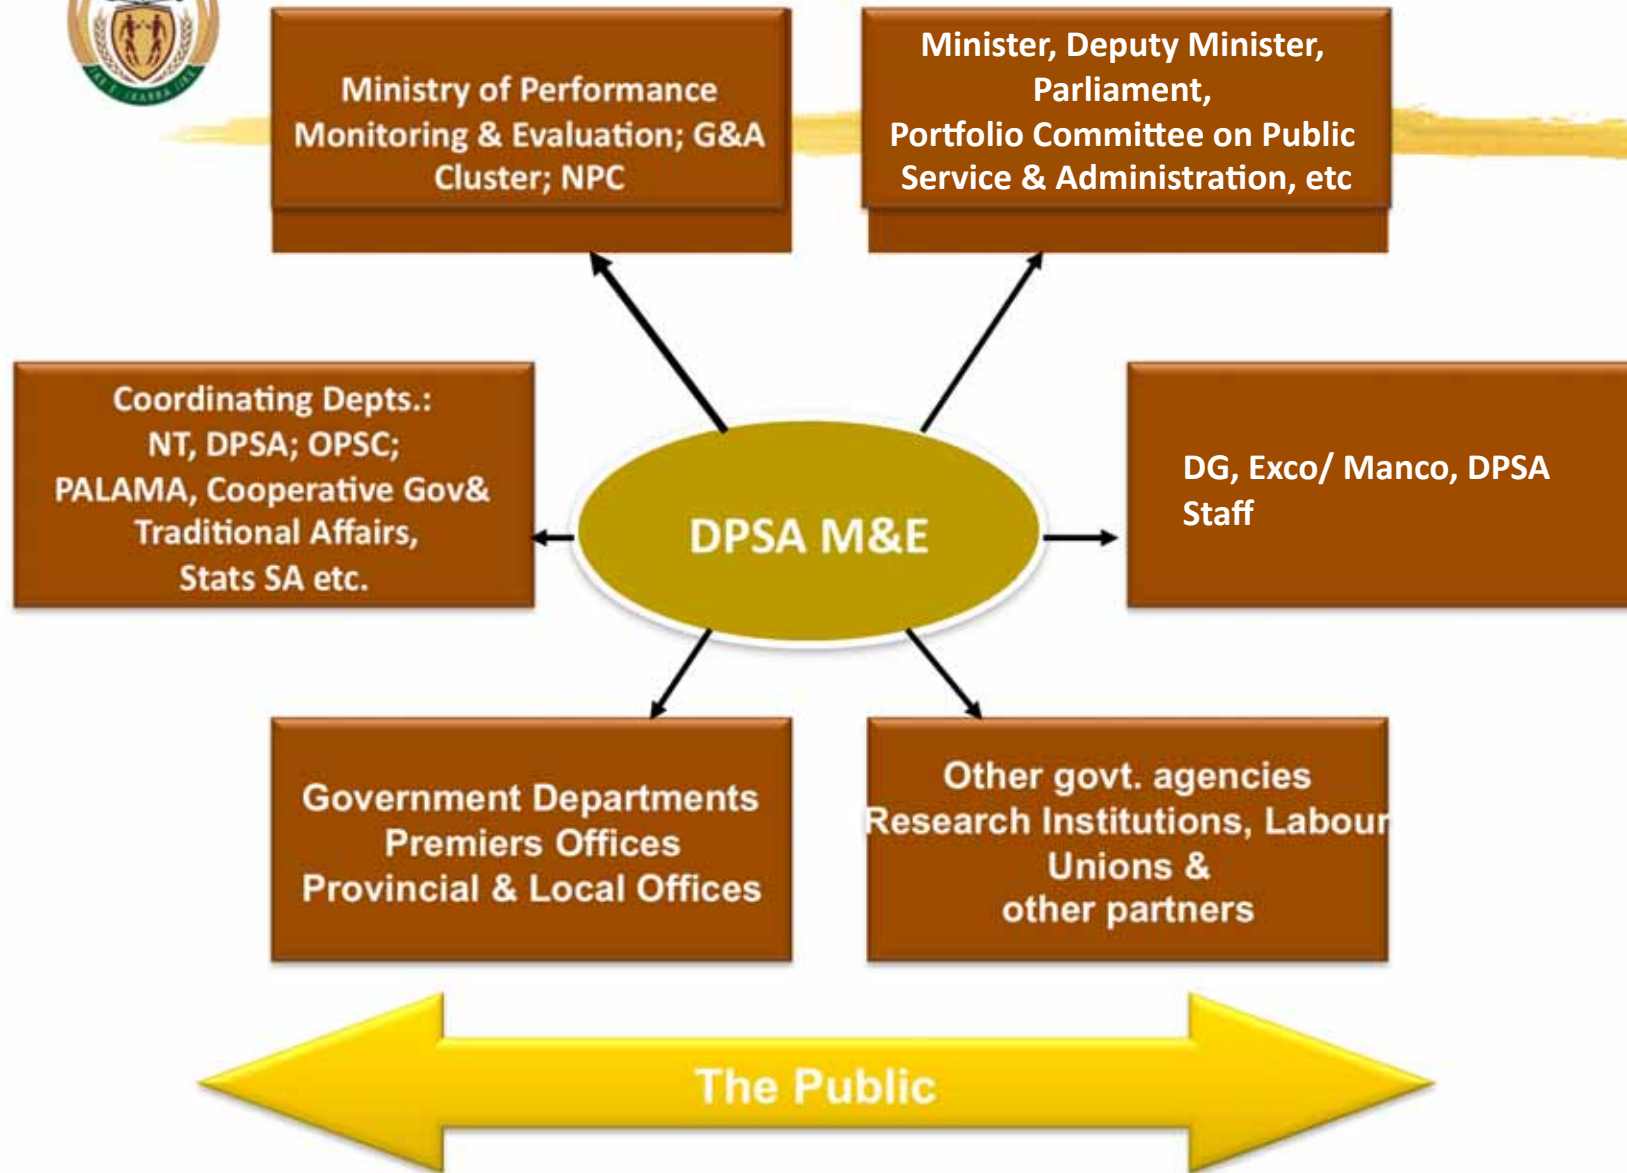 Ministry of Performance
Monitoring & Evaluation; G&A
Cluster; NPC
Minister, Deputy Minister,
Parliament,
Portfolio Committee on Public
Service & Administration, etc
Coordinating Depts.:
NT, DPSA; OPSC;
PALAMA, Cooperative Gov&
Traditional Affairs,
Stats SA etc.
DPSA M&E
DG, Exco/ Manco, DPSA
Staff
Government Departments
Premiers Offices
Provincial & Local Offices
Other govt. agencies
Research Institutions, Labour
Unions &
other partners
The Public